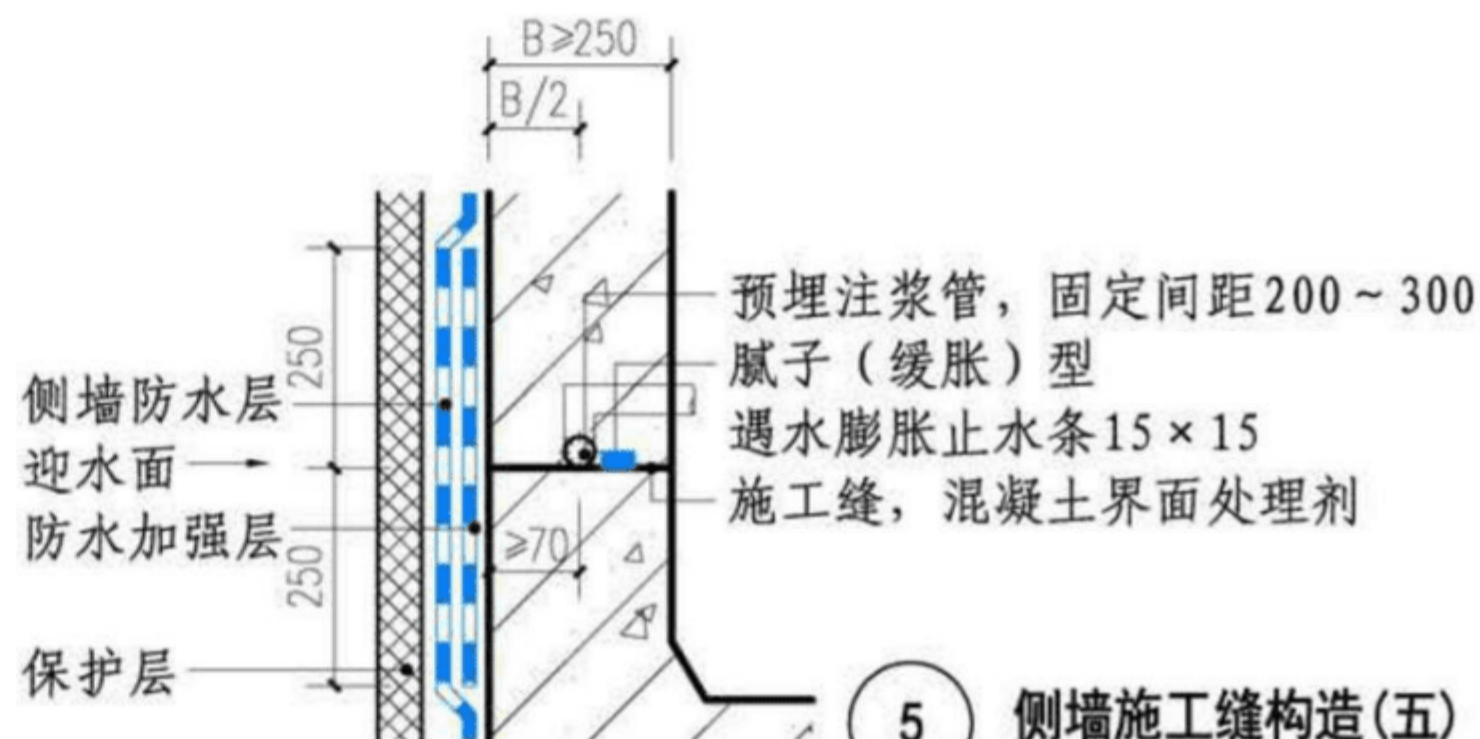 B≥250
B/2
预埋注浆管，固定间距200~300
腻子（缓胀）型
遇水膨胀止水条15×15
施工缝，混凝土界面处理剂
250
侧墙防水层
迎水面
防水加强层
250
≥70
保护层
5 侧墙施工缝构造(五)